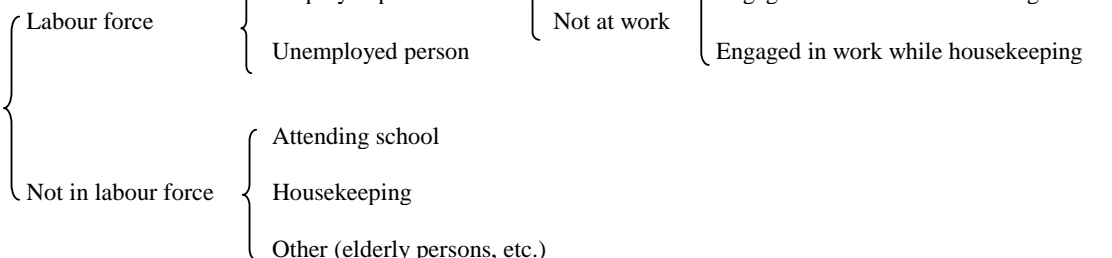 Labour force
Not at work
Unemployed person
Engaged in work while housekeeping
Attending school
Not in labour force
Housekeeping
Other (elderly persons, etc.)